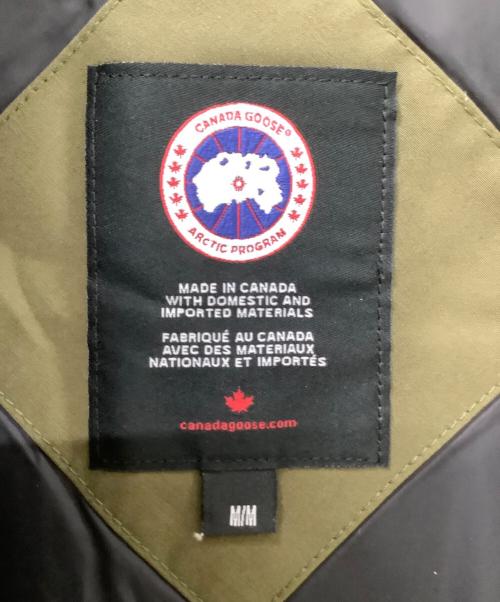 CANADA GOOSE®
ARCTIC PROGRAM
MADE IN CANADA
WITH DOMESTIC AND
IMPORTED MATERIALS
FABRIQUÉ AU CANADA
AVEC DES MATERIAUX
NATIONAUX ET IMPORTÉS
canadagoose.com
M/M